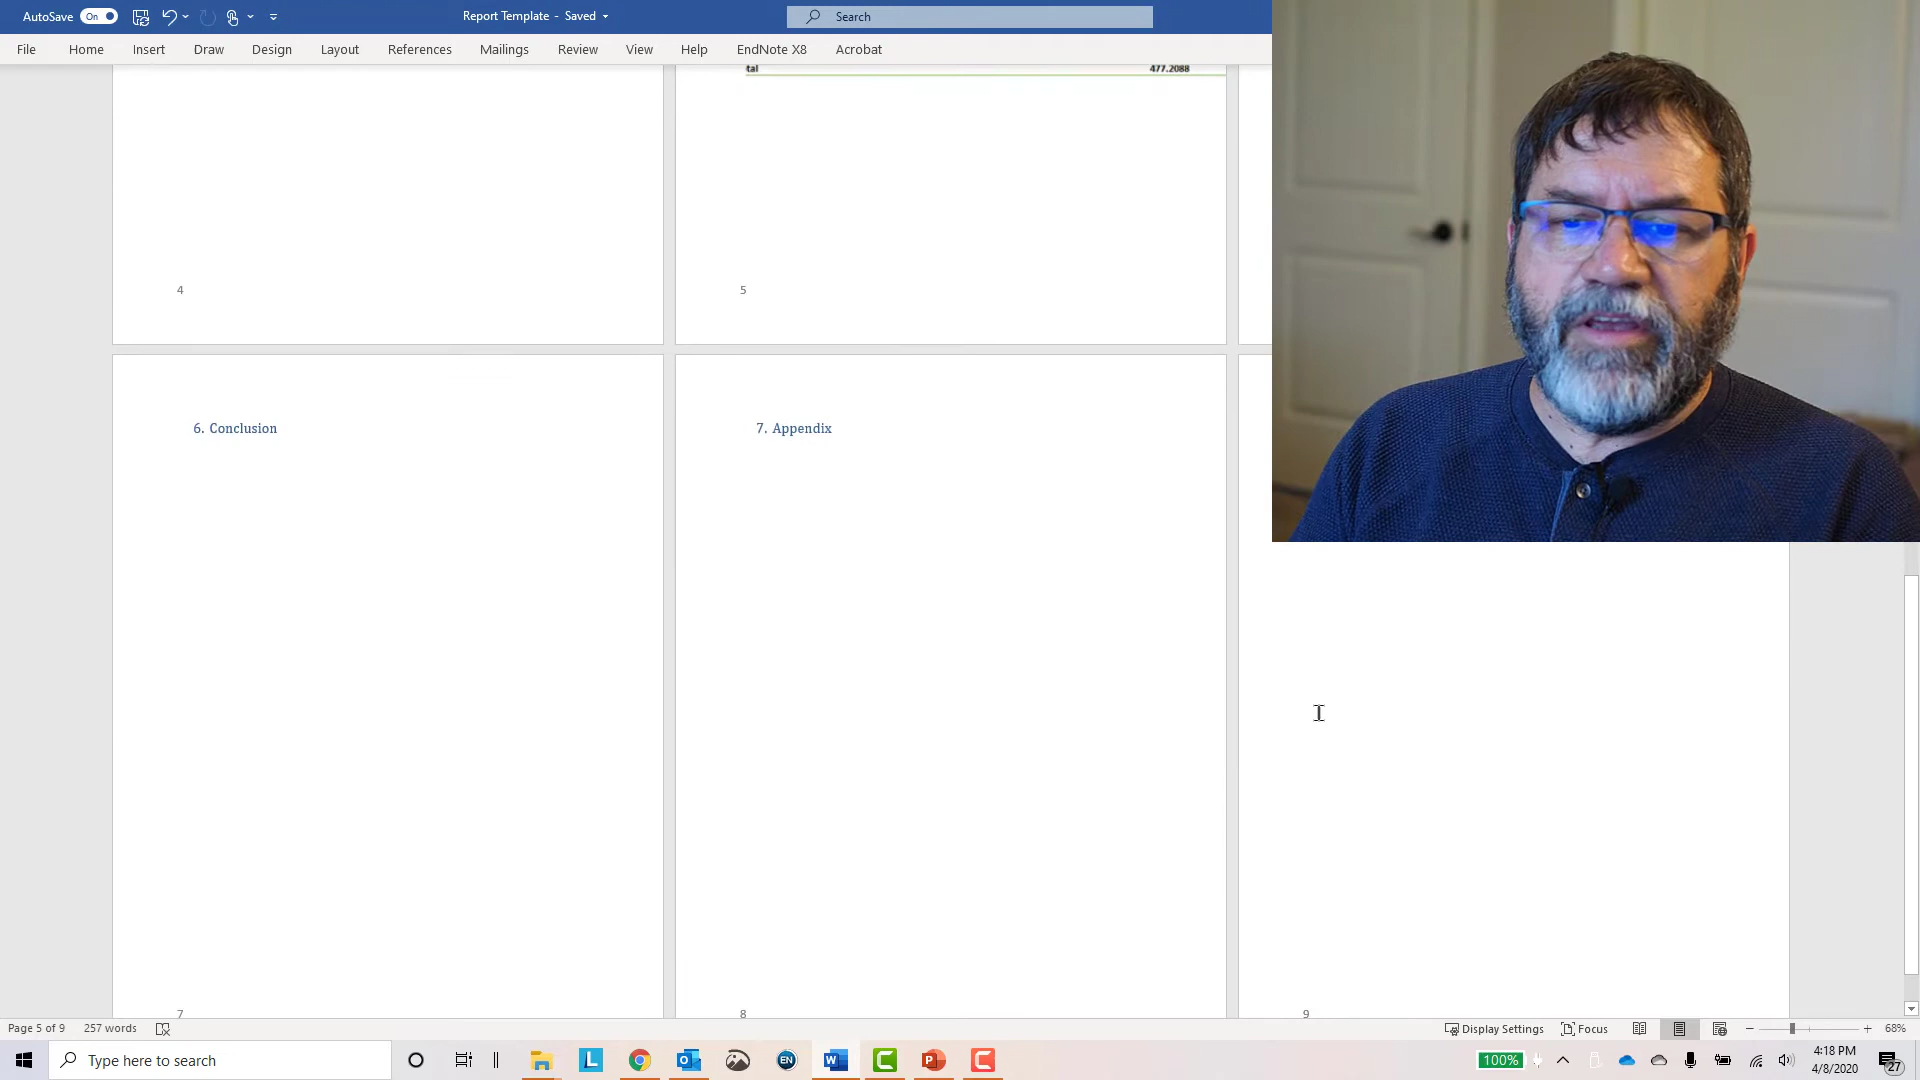 AutoSave On Report Template - Saved Search
File Home Insert Draw Design Layout References Mailings Review View Help EndNote X8 Acrobat
tal 477.2088
4 5
6. Conclusion 7. Appendix
7 8 9
Page 5 of 9 257 words Display Settings Focus 68%
Type here to search L EN 100% 4:18 PM
4/8/2020 27